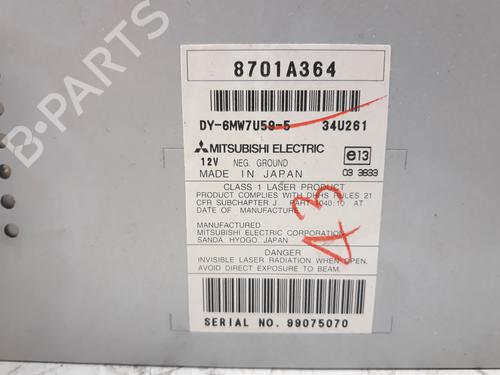 8701A364
DY-6MW7U59-5 34U261
MITSUBISHI ELECTRIC
12V NEG. GROUND
MADE IN JAPAN
e13
03 3633
CLASS 1 LASER PRODUCT
PRODUCT COMPLIES WITH DHHS RULES 21
CFR SUBCHAPTER J PART 1040:10 AT
DATE OF MANUFACTURE
MANUFACTURED
MITSUBISHI ELECTRIC CORPORATION
SANDA, HYOGO, JAPAN
A3
DANGER
INVISIBLE LASER RADIATION WHEN OPEN.
AVOID DIRECT EXPOSURE TO BEAM.
SERIAL NO. 99075070
B-PARTS